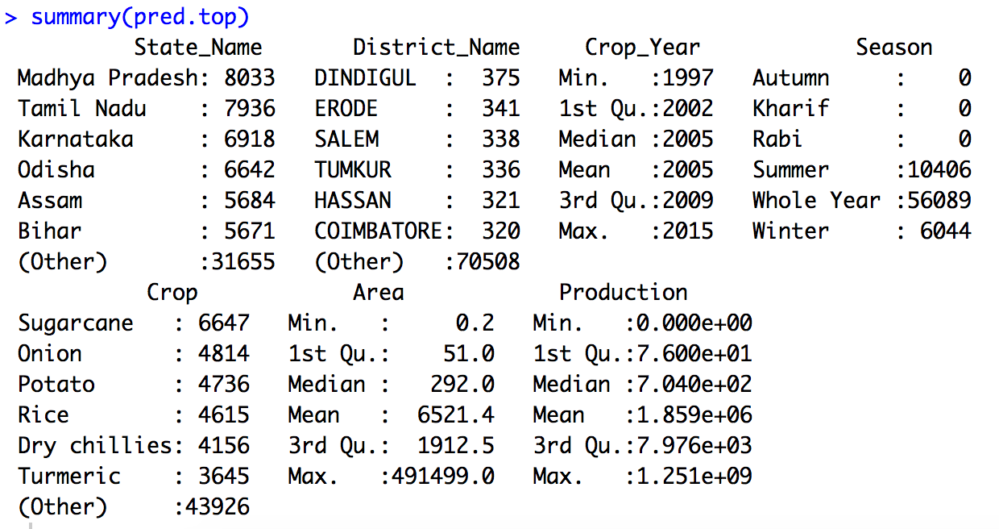 > summary(pred.top)
         State_Name       District_Name     Crop_Year            Season
Madhya Pradesh: 8033   DINDIGUL  :  375   Min.   :1997   Autumn     :    0
Tamil Nadu    : 7936   ERODE     :  341   1st Qu.:2002   Kharif     :    0
Karnataka     : 6918   SALEM     :  338   Median :2005   Rabi       :    0
Odisha        : 6642   TUMKUR    :  336   Mean   :2005   Summer     :10406
Assam         : 5684   HASSAN    :  321   3rd Qu.:2009   Whole Year :56089
Bihar         : 5671   COIMBATORE:  320   Max.   :2015   Winter     : 6044
(Other)       :31655   (Other)   :70508
          Crop            Area            Production
Sugarcane   : 6647   Min.   :     0.2   Min.   :0.000e+00
Onion       : 4814   1st Qu.:    51.0   1st Qu.:7.600e+01
Potato      : 4736   Median :   292.0   Median :7.040e+02
Rice        : 4615   Mean   :  6521.4   Mean   :1.859e+06
Dry chillies: 4156   3rd Qu.:  1912.5   3rd Qu.:7.976e+03
Turmeric    : 3645   Max.   :491499.0   Max.   :1.251e+09
(Other)     :43926